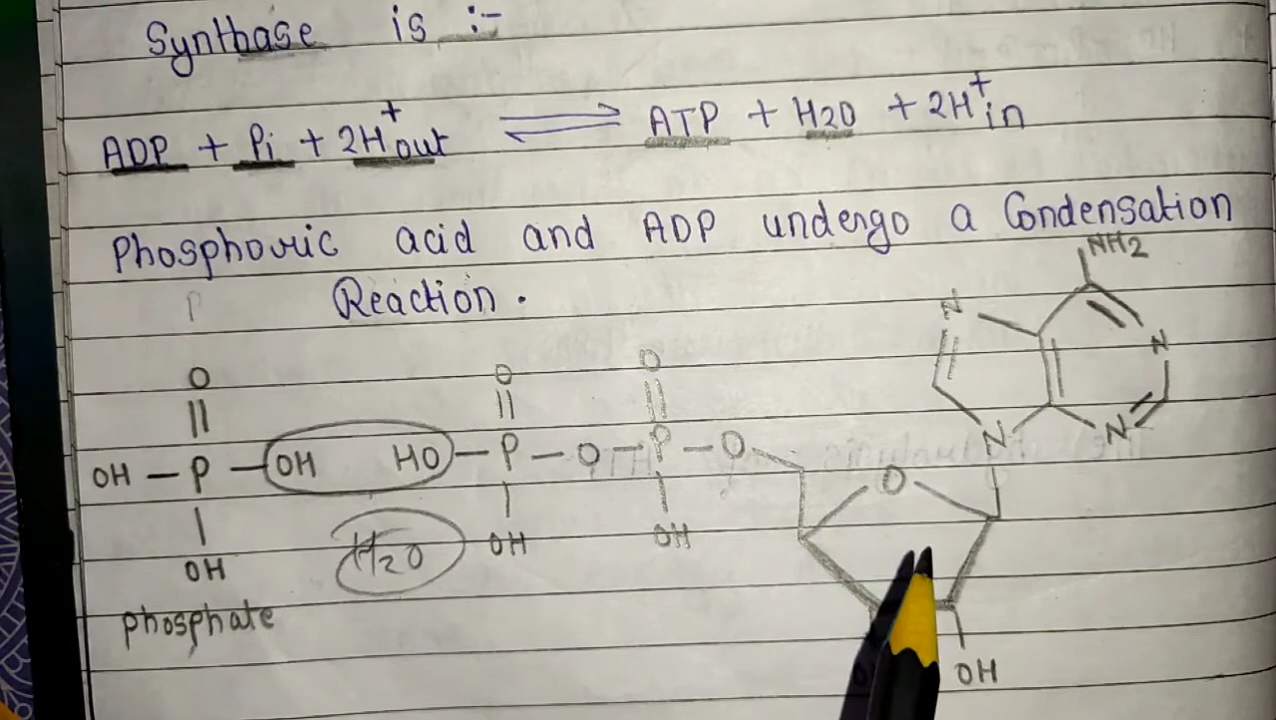 Synthase is :-
ADP + Pi + 2H+out ⇌ ATP + H2O + 2H+in
Phosphoric acid and ADP undergo a Condensation
Reaction.
P
NH2
N
N
N
N
O O O
OH - P - OH HO - P - O - P - O
O
OH OH OH
H2O
phosphate
OH